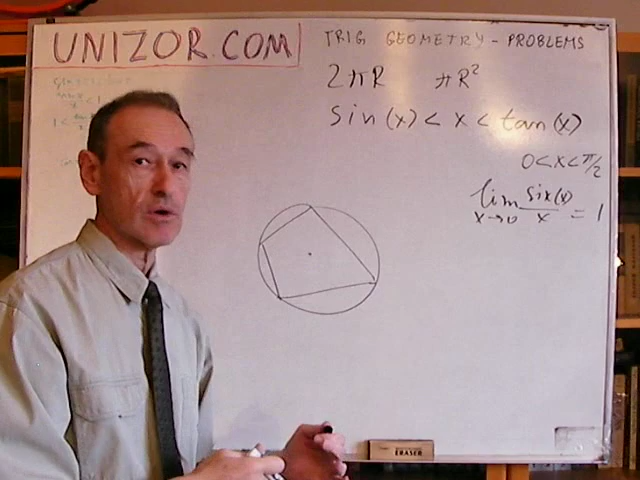 UNIZOR.COM
TRIG GEOMETRY - PROBLEMS
2πR πR²
sin(x) < x < tan(x)
0<x<π/2
lim six(x)/x = 1
x→0
ERASER